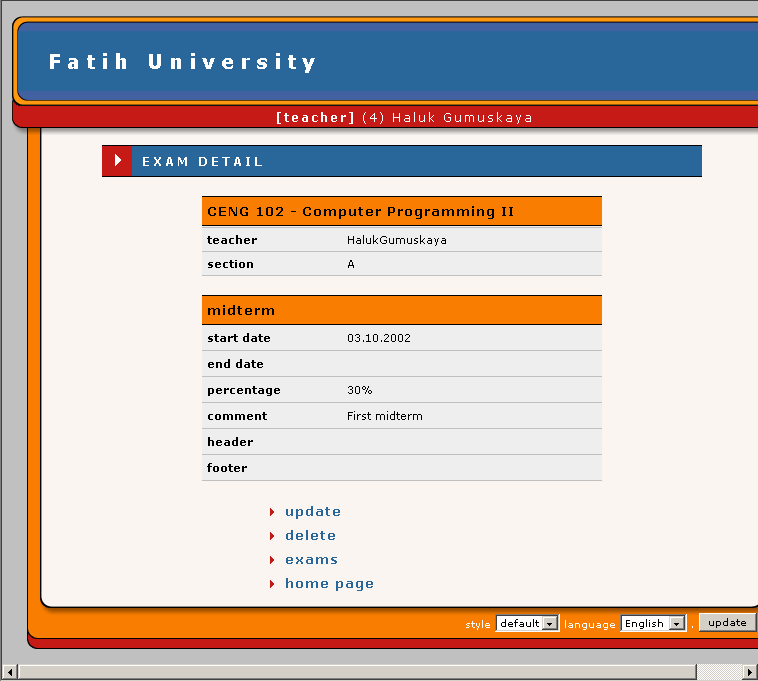 Fatih University
[teacher] (4) Haluk Gumuskaya
EXAM DETAIL
CENG 102 - Computer Programming II
teacher HalukGumuskaya
section A
midterm
start date 03.10.2002
end date
percentage 30%
comment First midterm
header
footer
update
delete
exams
home page
style default language English . update